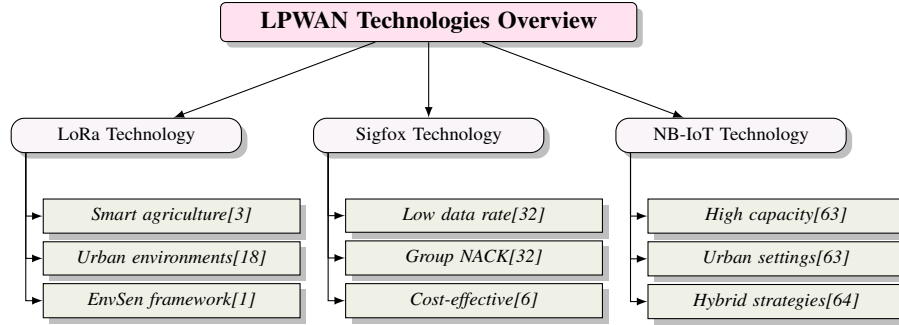 LPWAN Technologies Overview
LoRa Technology
Sigfox Technology
NB-IoT Technology
Smart agriculture[3]
Low data rate[32]
High capacity[63]
Urban environments[18]
Group NACK[32]
Urban settings[63]
EnvSen framework[1]
Cost-effective[6]
Hybrid strategies[64]